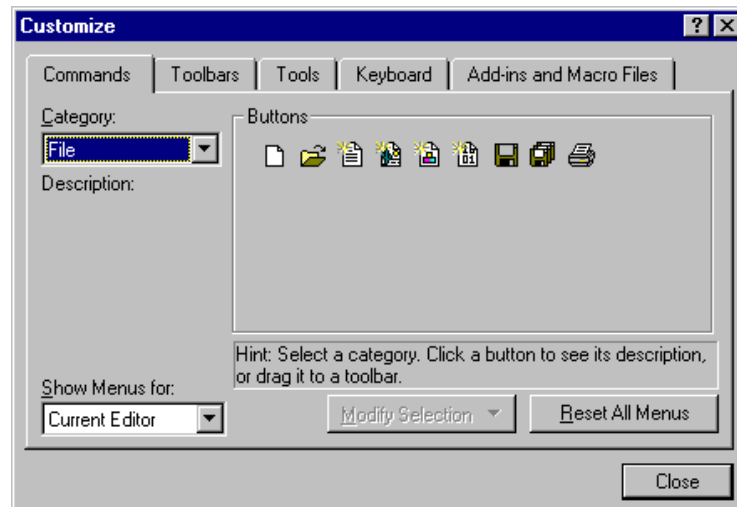 Customize
Commands Toolbars Tools Keyboard Add-ins and Macro Files
Category:
File
Description:
Buttons
Hint: Select a category. Click a button to see its description,
or drag it to a toolbar.
Show Menus for:
Current Editor
Modify Selection
Reset All Menus
Close